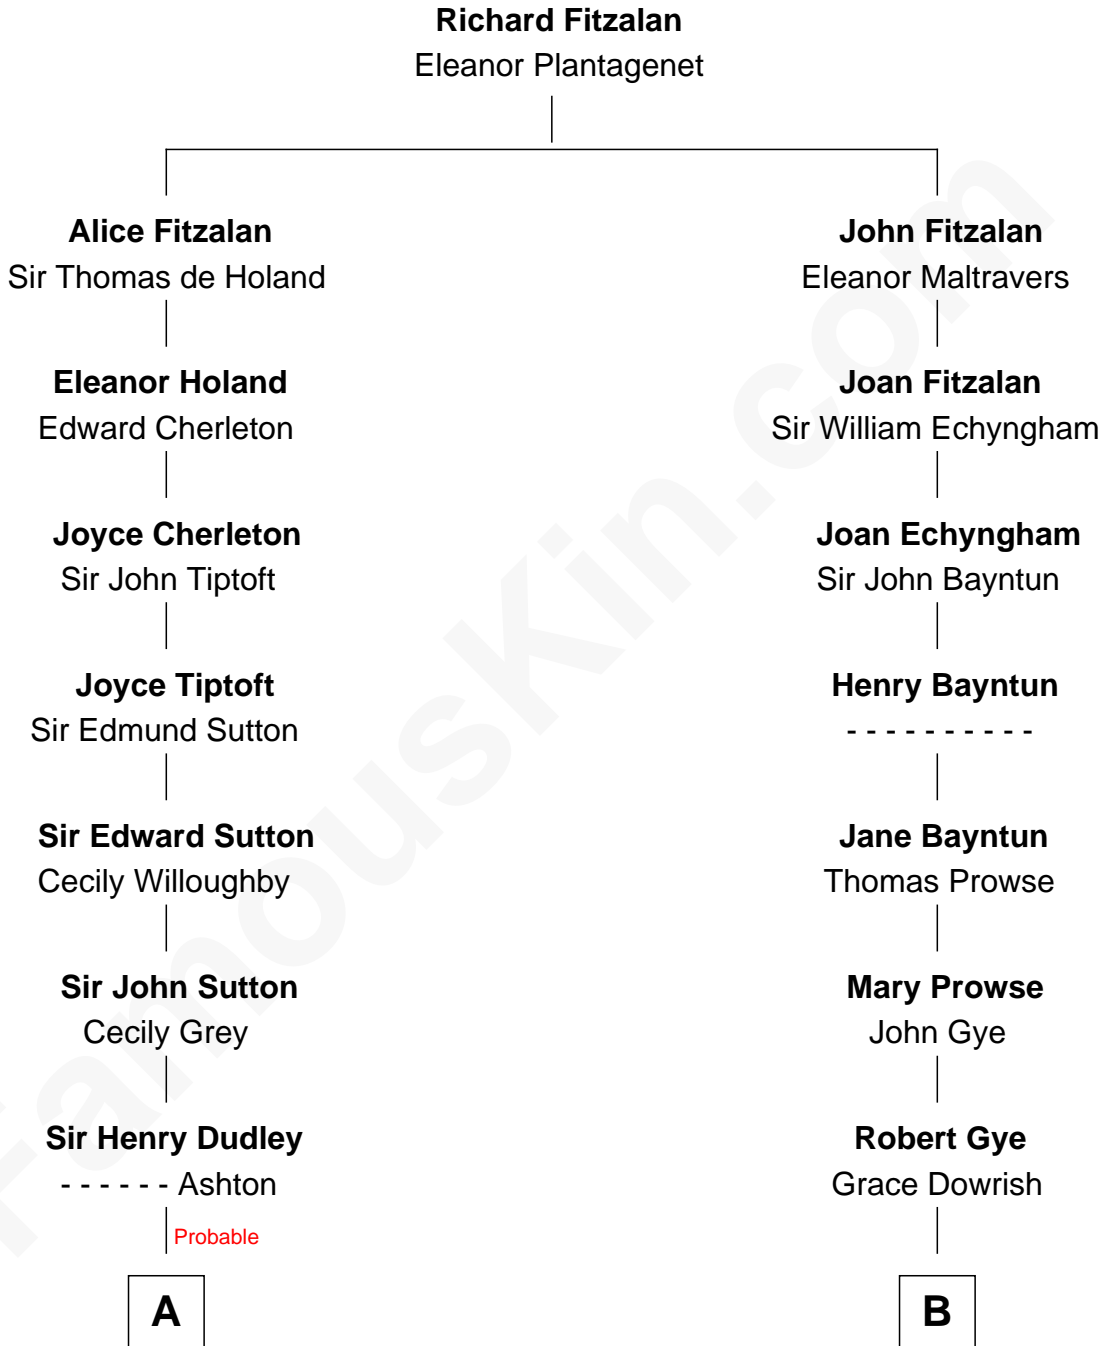 Richard Fitzalan
Eleanor Plantagenet
Alice Fitzalan
Sir Thomas de Holand
John Fitzalan
Eleanor Maltravers
Eleanor Holand
Edward Cherleton
Joan Fitzalan
Sir William Echyngham
Joyce Cherleton
Sir John Tiptoft
Joan Echyngham
Sir John Bayntun
Joyce Tiptoft
Sir Edmund Sutton
Henry Bayntun
- - - - - - - - - -
Sir Edward Sutton
Cecily Willoughby
Jane Bayntun
Thomas Prowse
Sir John Sutton
Cecily Grey
Mary Prowse
John Gye
Sir Henry Dudley
- - - - - - Ashton
Probable
Robert Gye
Grace Dowrish
A
B
FamousKin.com